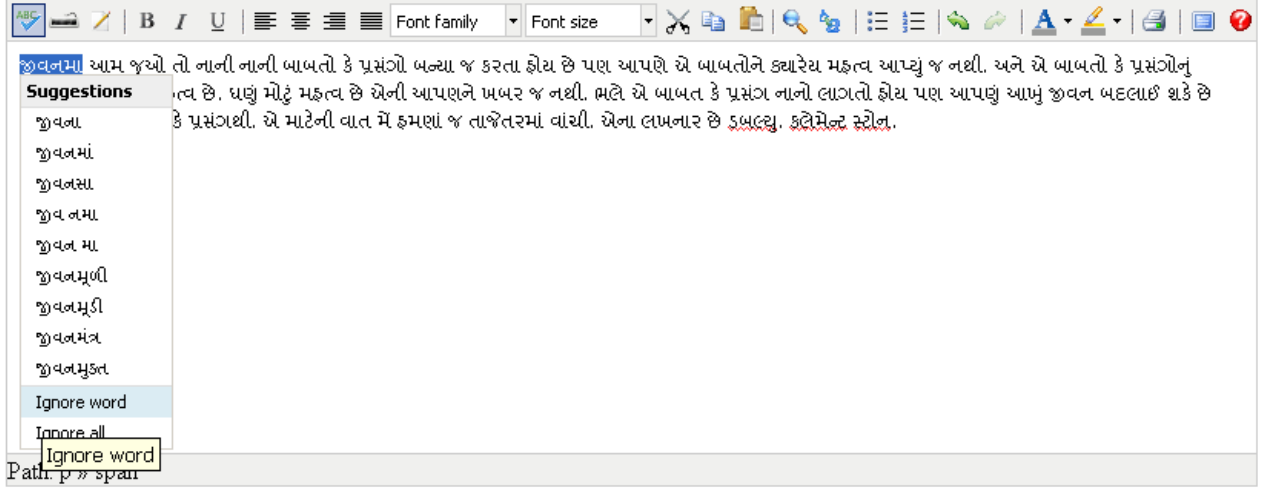 ABC B I U Font family Font size A
જીવનમા આમ જૂઓ તો નાની નાની બાબતો કે પ્રસંગો બન્યા જ કરતા હોય છે પણ આપણે એ બાબતોને ક્યારેય મહત્વ આપ્યું જ નથી. અને એ બાબતો કે પ્રસંગોનું
ત્વ છે. ઘણું મોટું મહત્વ છે એની આપણને ખબર જ નથી. ભલે એ બાબત કે પ્રસંગ નાનો લાગતો હોય પણ આપણું આખું જીવન બદલાઈ શકે છે
કે પ્રસંગથી. એ માટેની વાત મેં હમણાં જ તાજેતરમાં વાંચી. એના લખનાર છે ડબલ્યુ. કલેમેન્ટ સ્ટોન.
Suggestions
જીવના
જીવનમાં
જીવનસા
જીવ નમા
જીવન મા
જીવનમૂળી
જીવનમૂડી
જીવનમંત્ર
જીવનમુક્ત
Ignore word
Ignore all
Ignore word
Path: p » span